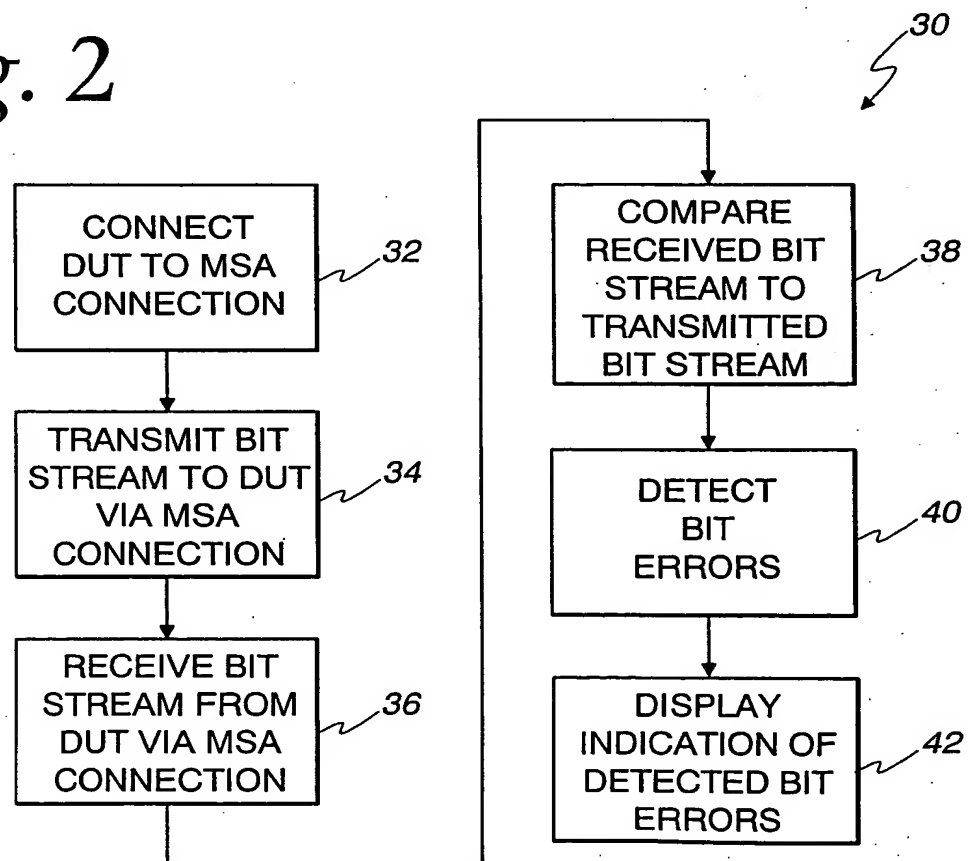 g. 2
30
CONNECT
DUT TO MSA
CONNECTION
32
TRANSMIT BIT
STREAM TO DUT
VIA MSA
CONNECTION
34
RECEIVE BIT
STREAM FROM
DUT VIA MSA
CONNECTION
36
COMPARE
RECEIVED BIT
STREAM TO
TRANSMITTED
BIT STREAM
38
DETECT
BIT
ERRORS
40
DISPLAY
INDICATION OF
DETECTED BIT
ERRORS
42